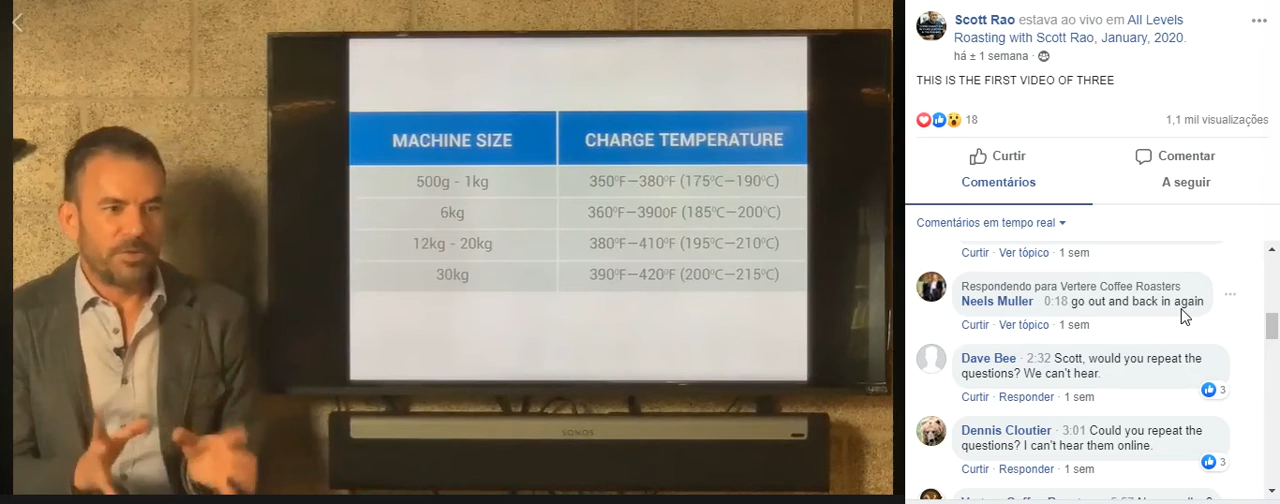 MACHINE SIZE
CHARGE TEMPERATURE
500g - 1kg
350°F—380°F (175°C—190°C)
6kg
360°F—3900F (185°C—200°C)
12kg - 20kg
380°F—410°F (195°C—210°C)
30kg
390°F—420°F (200°C—215°C)
SONOS
Scott Rao estava ao vivo em All Levels
Roasting with Scott Rao, January, 2020.
há ± 1 semana ·
THIS IS THE FIRST VIDEO OF THREE
18
1,1 mil visualizações
Curtir
Comentar
Comentários
A seguir
Comentários em tempo real
Curtir · Ver tópico · 1 sem
Respondendo para Vertere Coffee Roasters
Neels Muller 0:18 go out and back in again
Curtir · Ver tópico · 1 sem
Dave Bee · 2:32 Scott, would you repeat the
questions? We can't hear.
3
Curtir · Responder · 1 sem
Dennis Cloutier · 3:01 Could you repeat the
questions? I can't hear them online.
3
Curtir · Responder · 1 sem